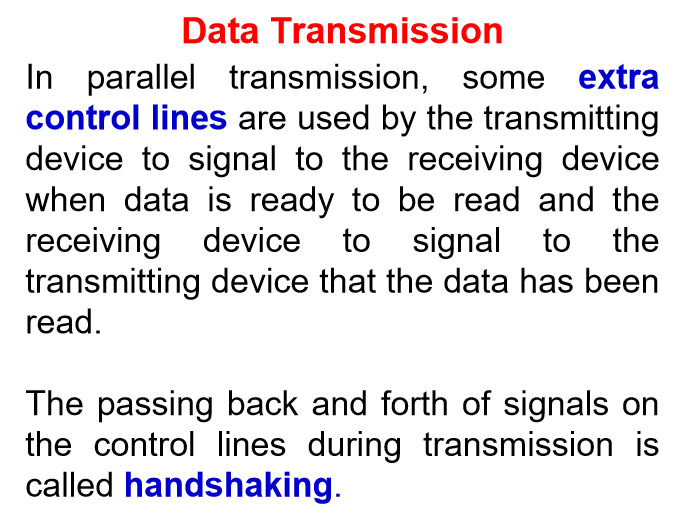 Data Transmission
In parallel transmission, some extra
control lines are used by the transmitting
device to signal to the receiving device
when data is ready to be read and the
receiving device to signal to the
transmitting device that the data has been
read.
The passing back and forth of signals on
the control lines during transmission is
called handshaking.